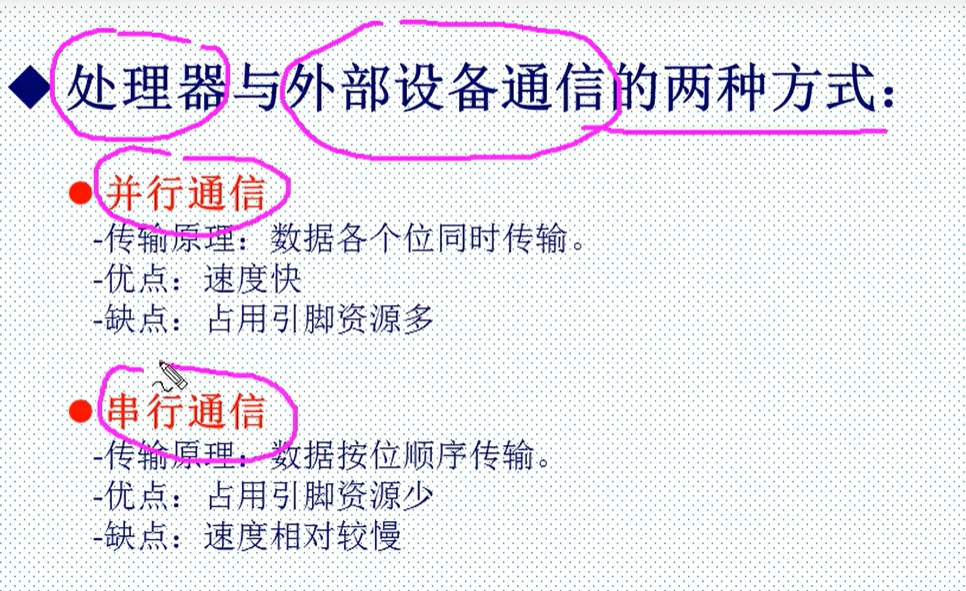 ◆处理器与外部设备通信的两种方式：
●并行通信
-传输原理：数据各个位同时传输。
-优点：速度快
-缺点：占用引脚资源多
●串行通信
-传输原理：数据按位顺序传输。
-优点：占用引脚资源少
-缺点：速度相对较慢